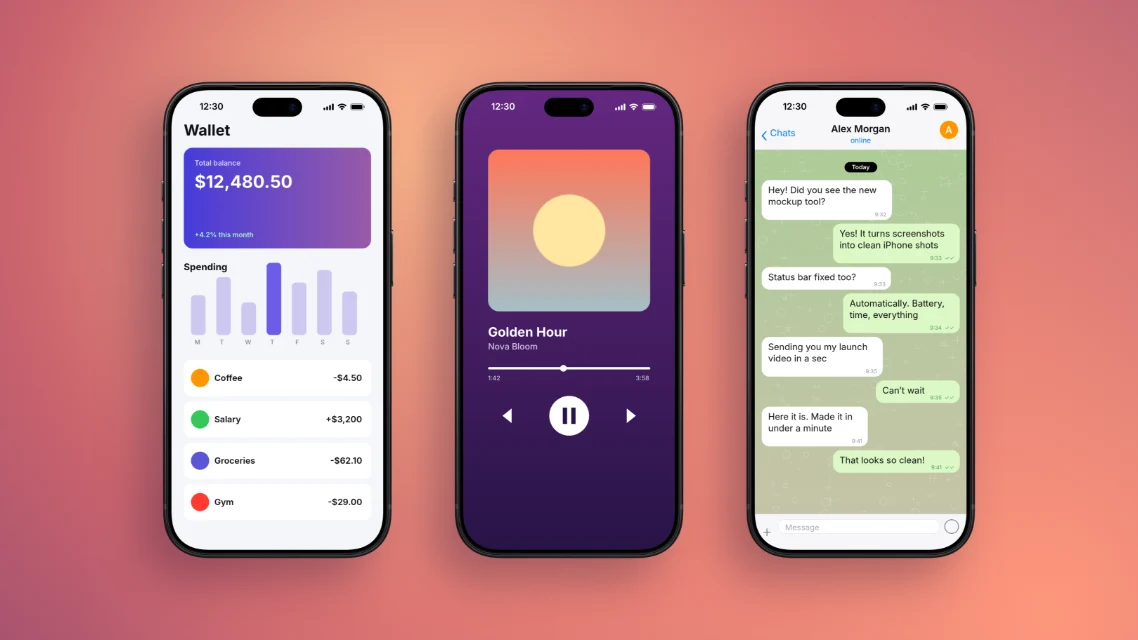 12:30
Wallet
Total balance
$12,480.50
+4.2% this month
Spending
M T W T F S S
Coffee -$4.50
Salary +$3,200
Groceries -$62.10
Gym -$29.00
12:30
Golden Hour
Nova Bloom
1:42 3:58
12:30
Chats
Alex Morgan
online
A
Today
Hey! Did you see the new
mockup tool?
9:32
Yes! It turns screenshots
into clean iPhone shots
9:33
Status bar fixed too?
9:33
Automatically. Battery,
time, everything
9:34
Sending you my launch
video in a sec
9:35
Can't wait
9:35
Here it is. Made it in
under a minute
9:41
That looks so clean!
9:41
Message